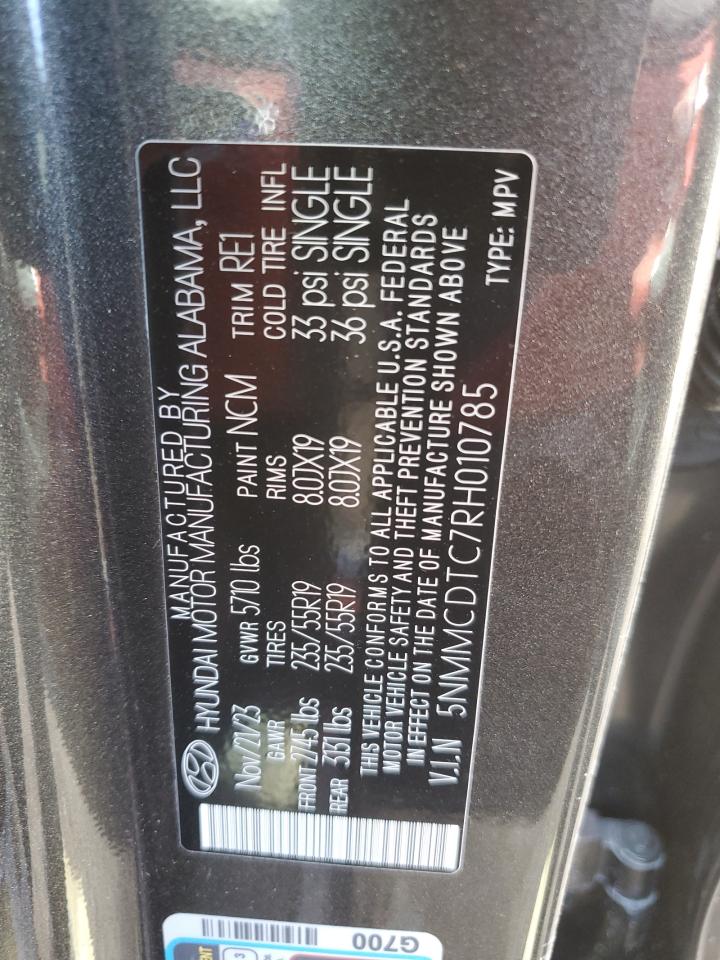 MANUFACTURED BY
HYUNDAI MOTOR MANUFACTURING ALABAMA, LLC
Nov/21/23 GVWR 5710 lbs PAINT NCM TRIM RE1
GAWR TIRES RIMS COLD TIRE INFL
FRONT 2745 lbs 235/55R19 8.0JX19 33 psi SINGLE
REAR 3131 lbs 235/55R19 8.0JX19 36 psi SINGLE
THIS VEHICLE CONFORMS TO ALL APPLICABLE U.S.A. FEDERAL
MOTOR VEHICLE SAFETY AND THEFT PREVENTION STANDARDS
IN EFFECT ON THE DATE OF MANUFACTURE SHOWN ABOVE
V.I.N 5NMMCDTC7RH010785
TYPE: MPV
G700